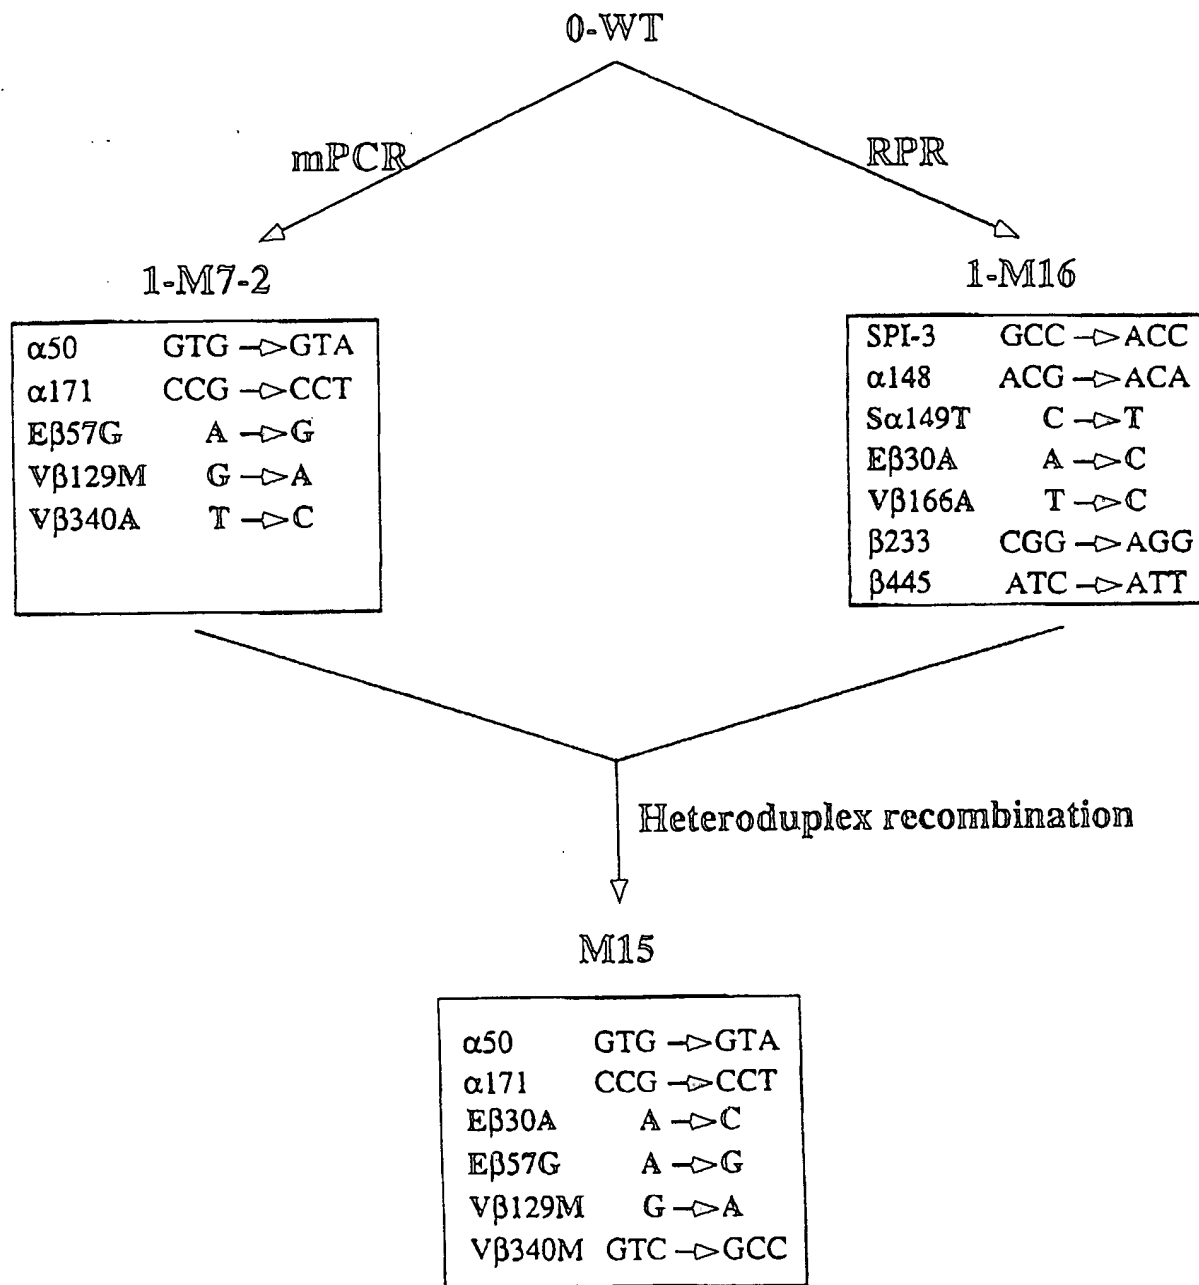 0-WT
mPCR
RPR
1-M7-2
α50 GTG → GTA
α171 CCG → CCT
Eβ57G A → G
Vβ129M G → A
Vβ340A T → C
1-M16
SPI-3 GCC → ACC
α148 ACG → ACA
Sα149T C → T
Eβ30A A → C
Vβ166A T → C
β233 CGG → AGG
β445 ATC → ATT
Heteroduplex recombination
M15
α50 GTG → GTA
α171 CCG → CCT
Eβ30A A → C
Eβ57G A → G
Vβ129M G → A
Vβ340M GTC → GCC